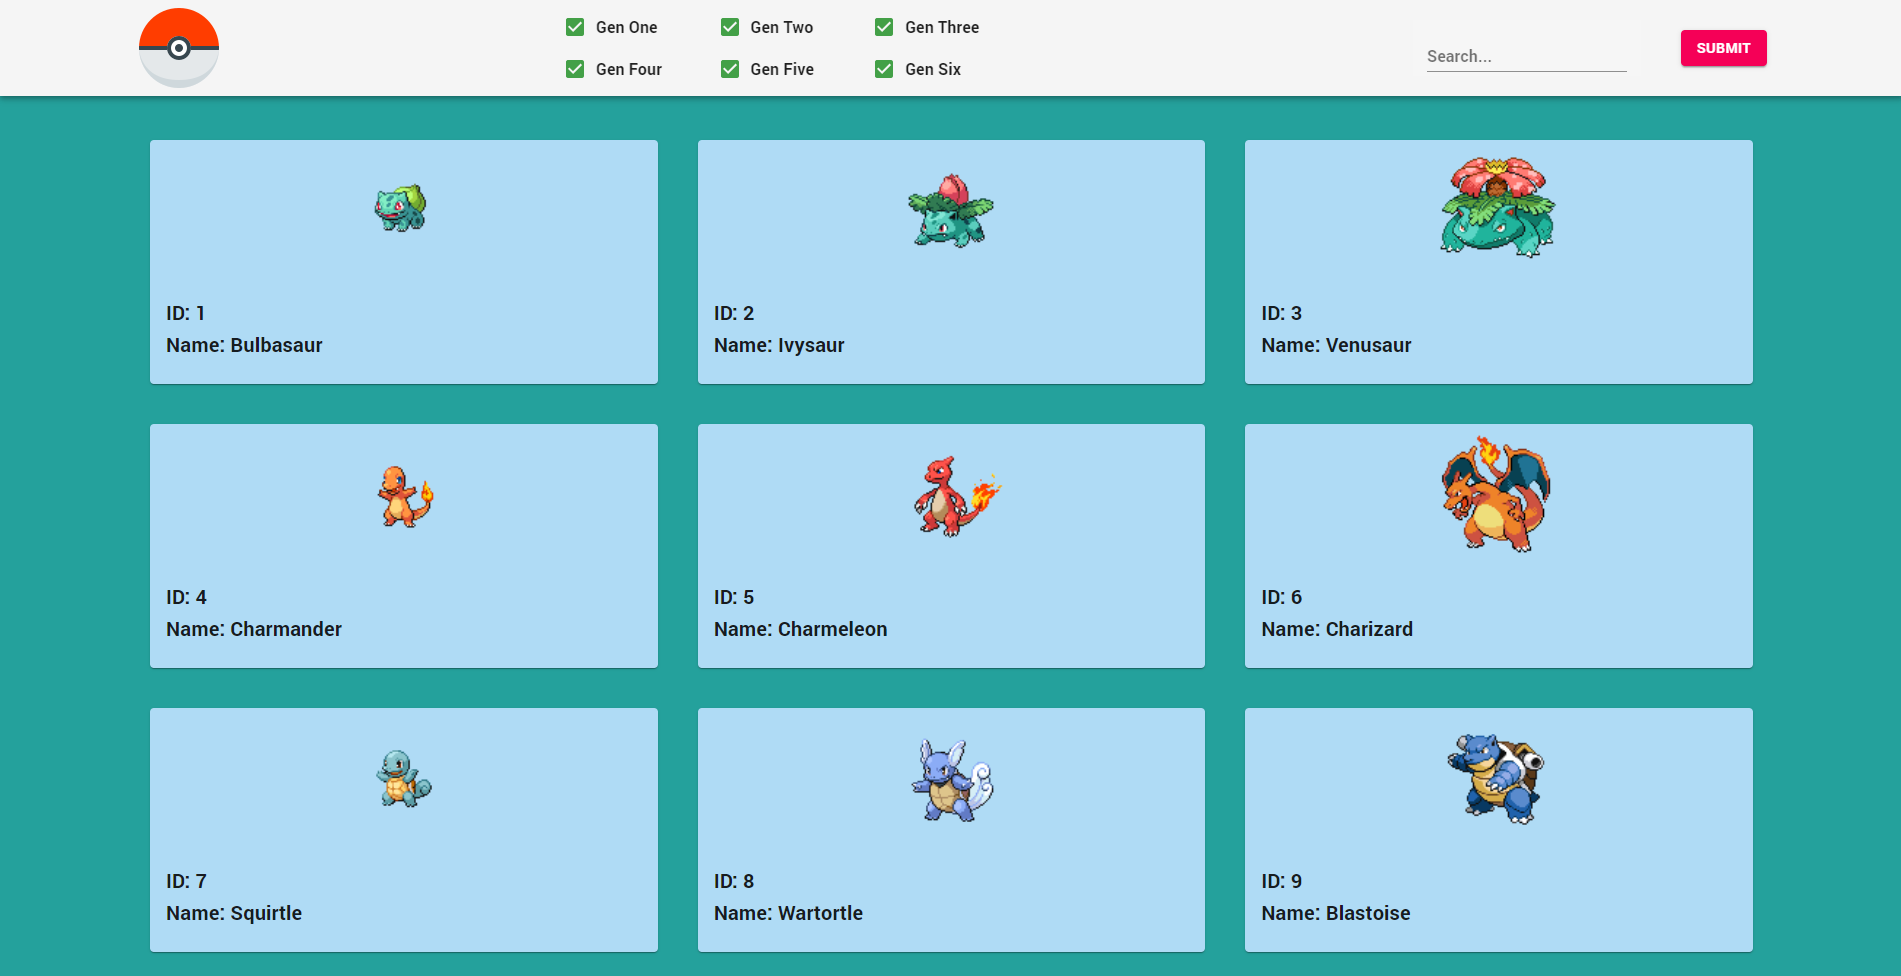 Gen One
Gen Two
Gen Three
Gen Four
Gen Five
Gen Six
Search...
SUBMIT
ID: 1
Name: Bulbasaur
ID: 2
Name: Ivysaur
ID: 3
Name: Venusaur
ID: 4
Name: Charmander
ID: 5
Name: Charmeleon
ID: 6
Name: Charizard
ID: 7
Name: Squirtle
ID: 8
Name: Wartortle
ID: 9
Name: Blastoise